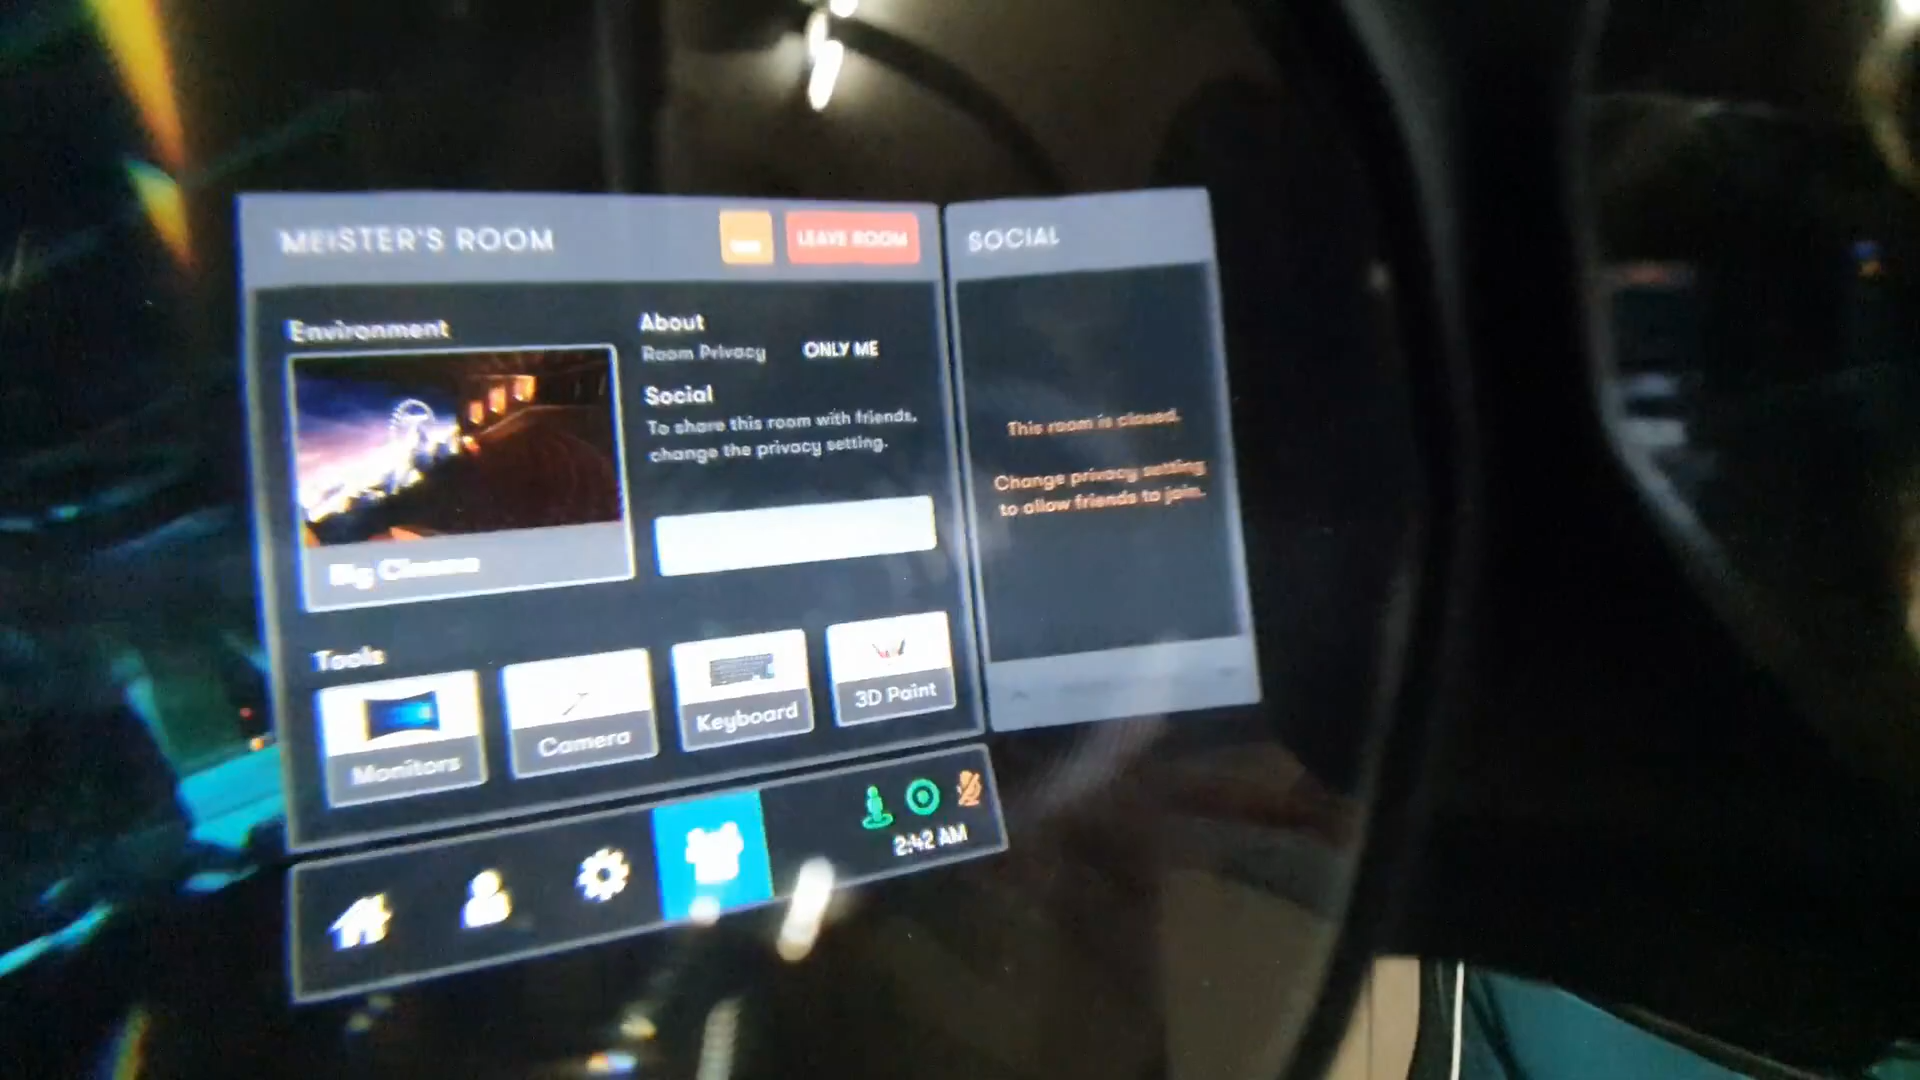 MEISTER'S ROOM
LEAVE ROOM
SOCIAL
Environment
About
Room Privacy ONLY ME
Social
To share this room with friends,
change the privacy setting.
Big Cinema
This room is closed.
Change privacy setting
to allow friends to join.
Tools
Monitors
Camera
Keyboard
3D Paint
2:42 AM